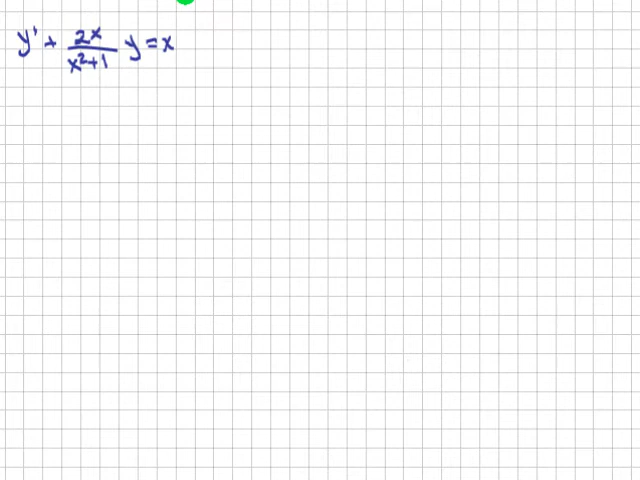 y' + 2x/(x²+1) y = x